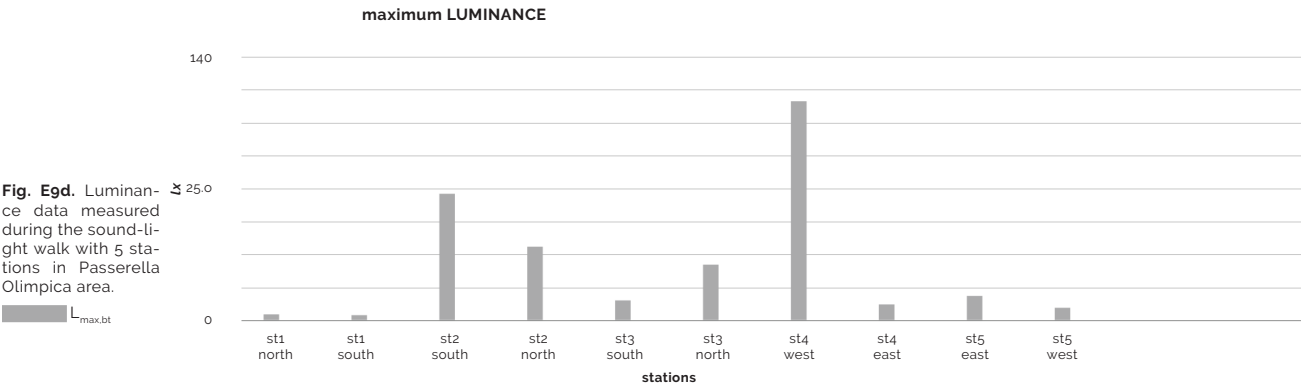 maximum LUMINANCE
140
lx 25.0
0
st1 north
st1 south
st2 south
st2 north
st3 south
st3 north
st4 west
st4 east
st5 east
st5 west
stations
Fig. E9d. Luminan-
ce data measured
during the sound-li-
ght walk with 5 sta-
tions in Passerella
Olimpica area.
Lmax,bt